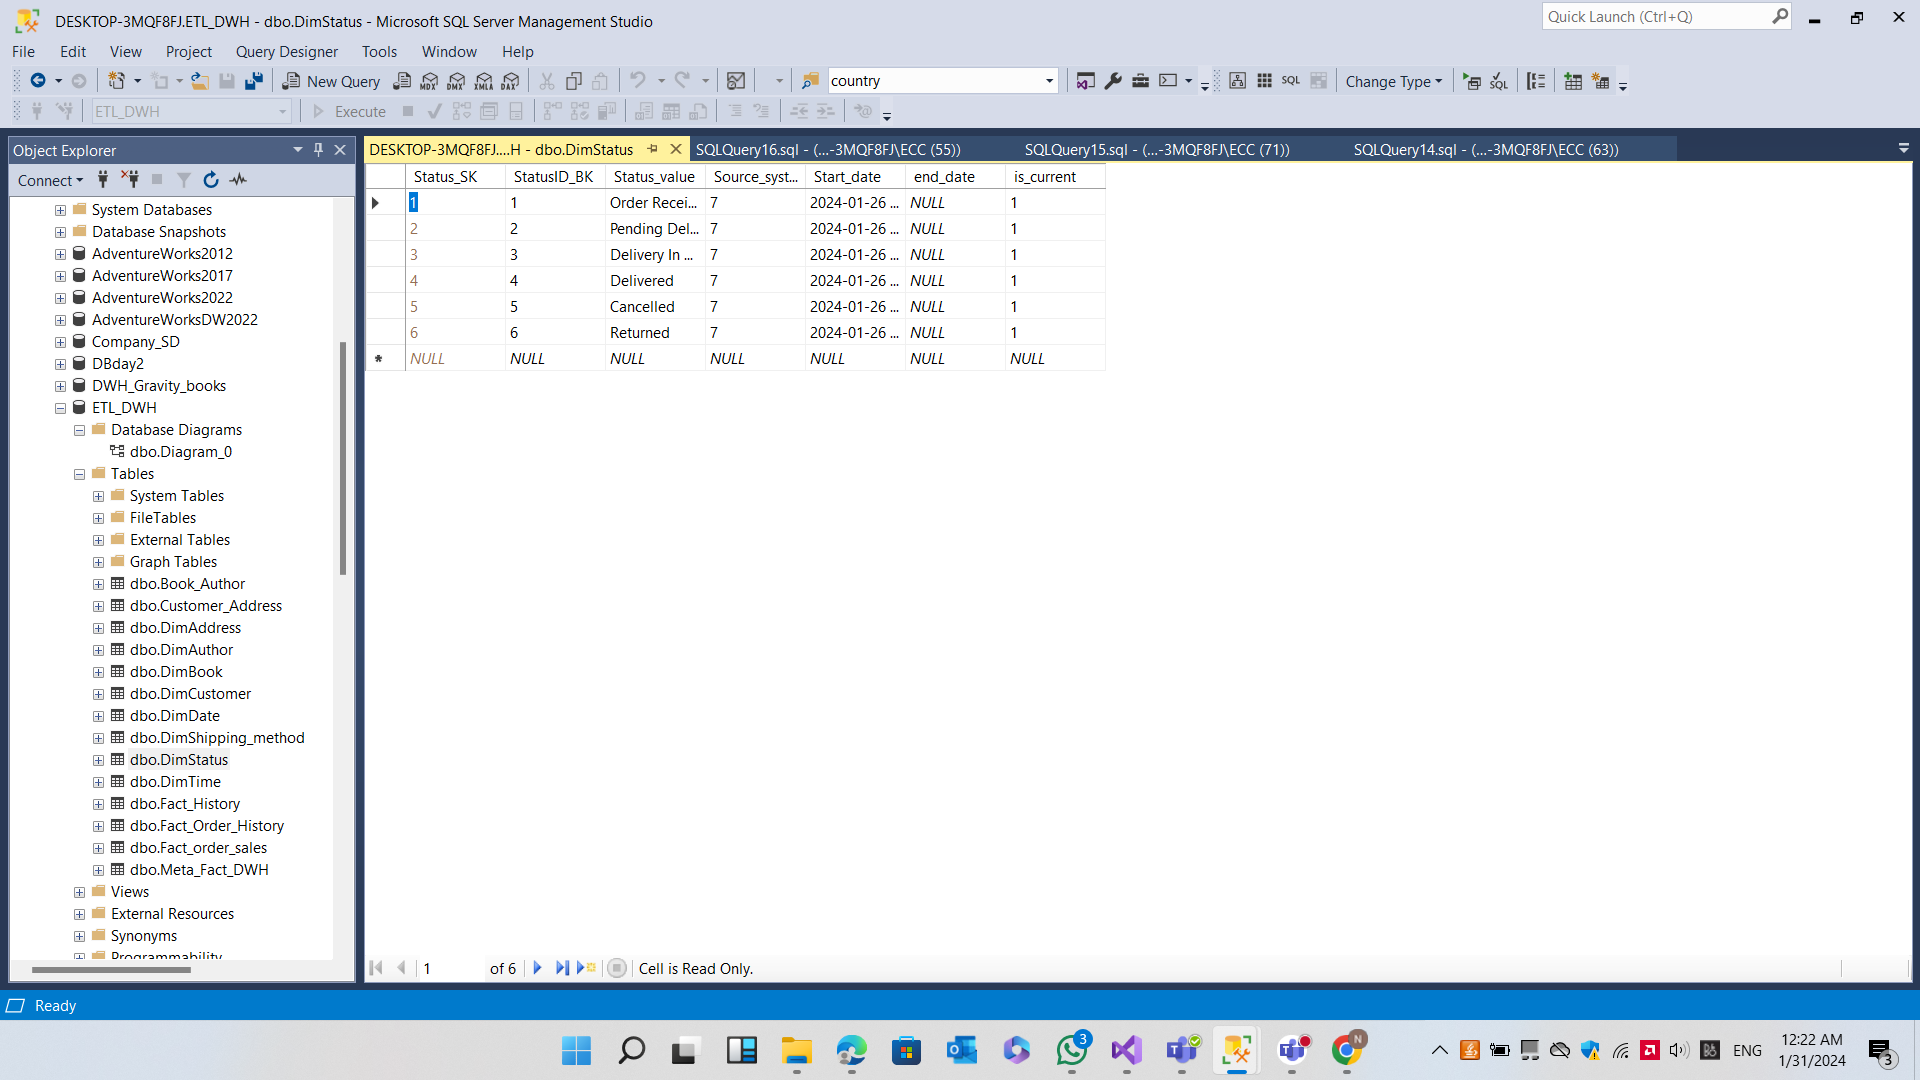 DESKTOP-3MQF8FJ.ETL_DWH - dbo.DimStatus - Microsoft SQL Server Management Studio
Quick Launch (Ctrl+Q)
File Edit View Project Query Designer Tools Window Help
New Query MDX DMX XMLA DAX country SQL Change Type SQL
ETL_DWH Execute
Object Explorer
Connect
System Databases
Database Snapshots
AdventureWorks2012
AdventureWorks2017
AdventureWorks2022
AdventureWorksDW2022
Company_SD
DBday2
DWH_Gravity_books
ETL_DWH
Database Diagrams
dbo.Diagram_0
Tables
System Tables
FileTables
External Tables
Graph Tables
dbo.Book_Author
dbo.Customer_Address
dbo.DimAddress
dbo.DimAuthor
dbo.DimBook
dbo.DimCustomer
dbo.DimDate
dbo.DimShipping_method
dbo.DimStatus
dbo.DimTime
dbo.Fact_History
dbo.Fact_Order_History
dbo.Fact_order_sales
dbo.Meta_Fact_DWH
Views
External Resources
Synonyms
Programmability
DESKTOP-3MQF8FJ....H - dbo.DimStatus SQLQuery16.sql - (...-3MQF8FJ\ECC (55)) SQLQuery15.sql - (...-3MQF8FJ\ECC (71)) SQLQuery14.sql - (...-3MQF8FJ\ECC (63))
Status_SK StatusID_BK Status_value Source_syst... Start_date end_date is_current
1 1 Order Recei... 7 2024-01-26 ... NULL 1
2 2 Pending Del... 7 2024-01-26 ... NULL 1
3 3 Delivery In ... 7 2024-01-26 ... NULL 1
4 4 Delivered 7 2024-01-26 ... NULL 1
5 5 Cancelled 7 2024-01-26 ... NULL 1
6 6 Returned 7 2024-01-26 ... NULL 1
NULL NULL NULL NULL NULL NULL NULL
1 of 6 Cell is Read Only.
Ready
3
N
ENG
12:22 AM
1/31/2024
3